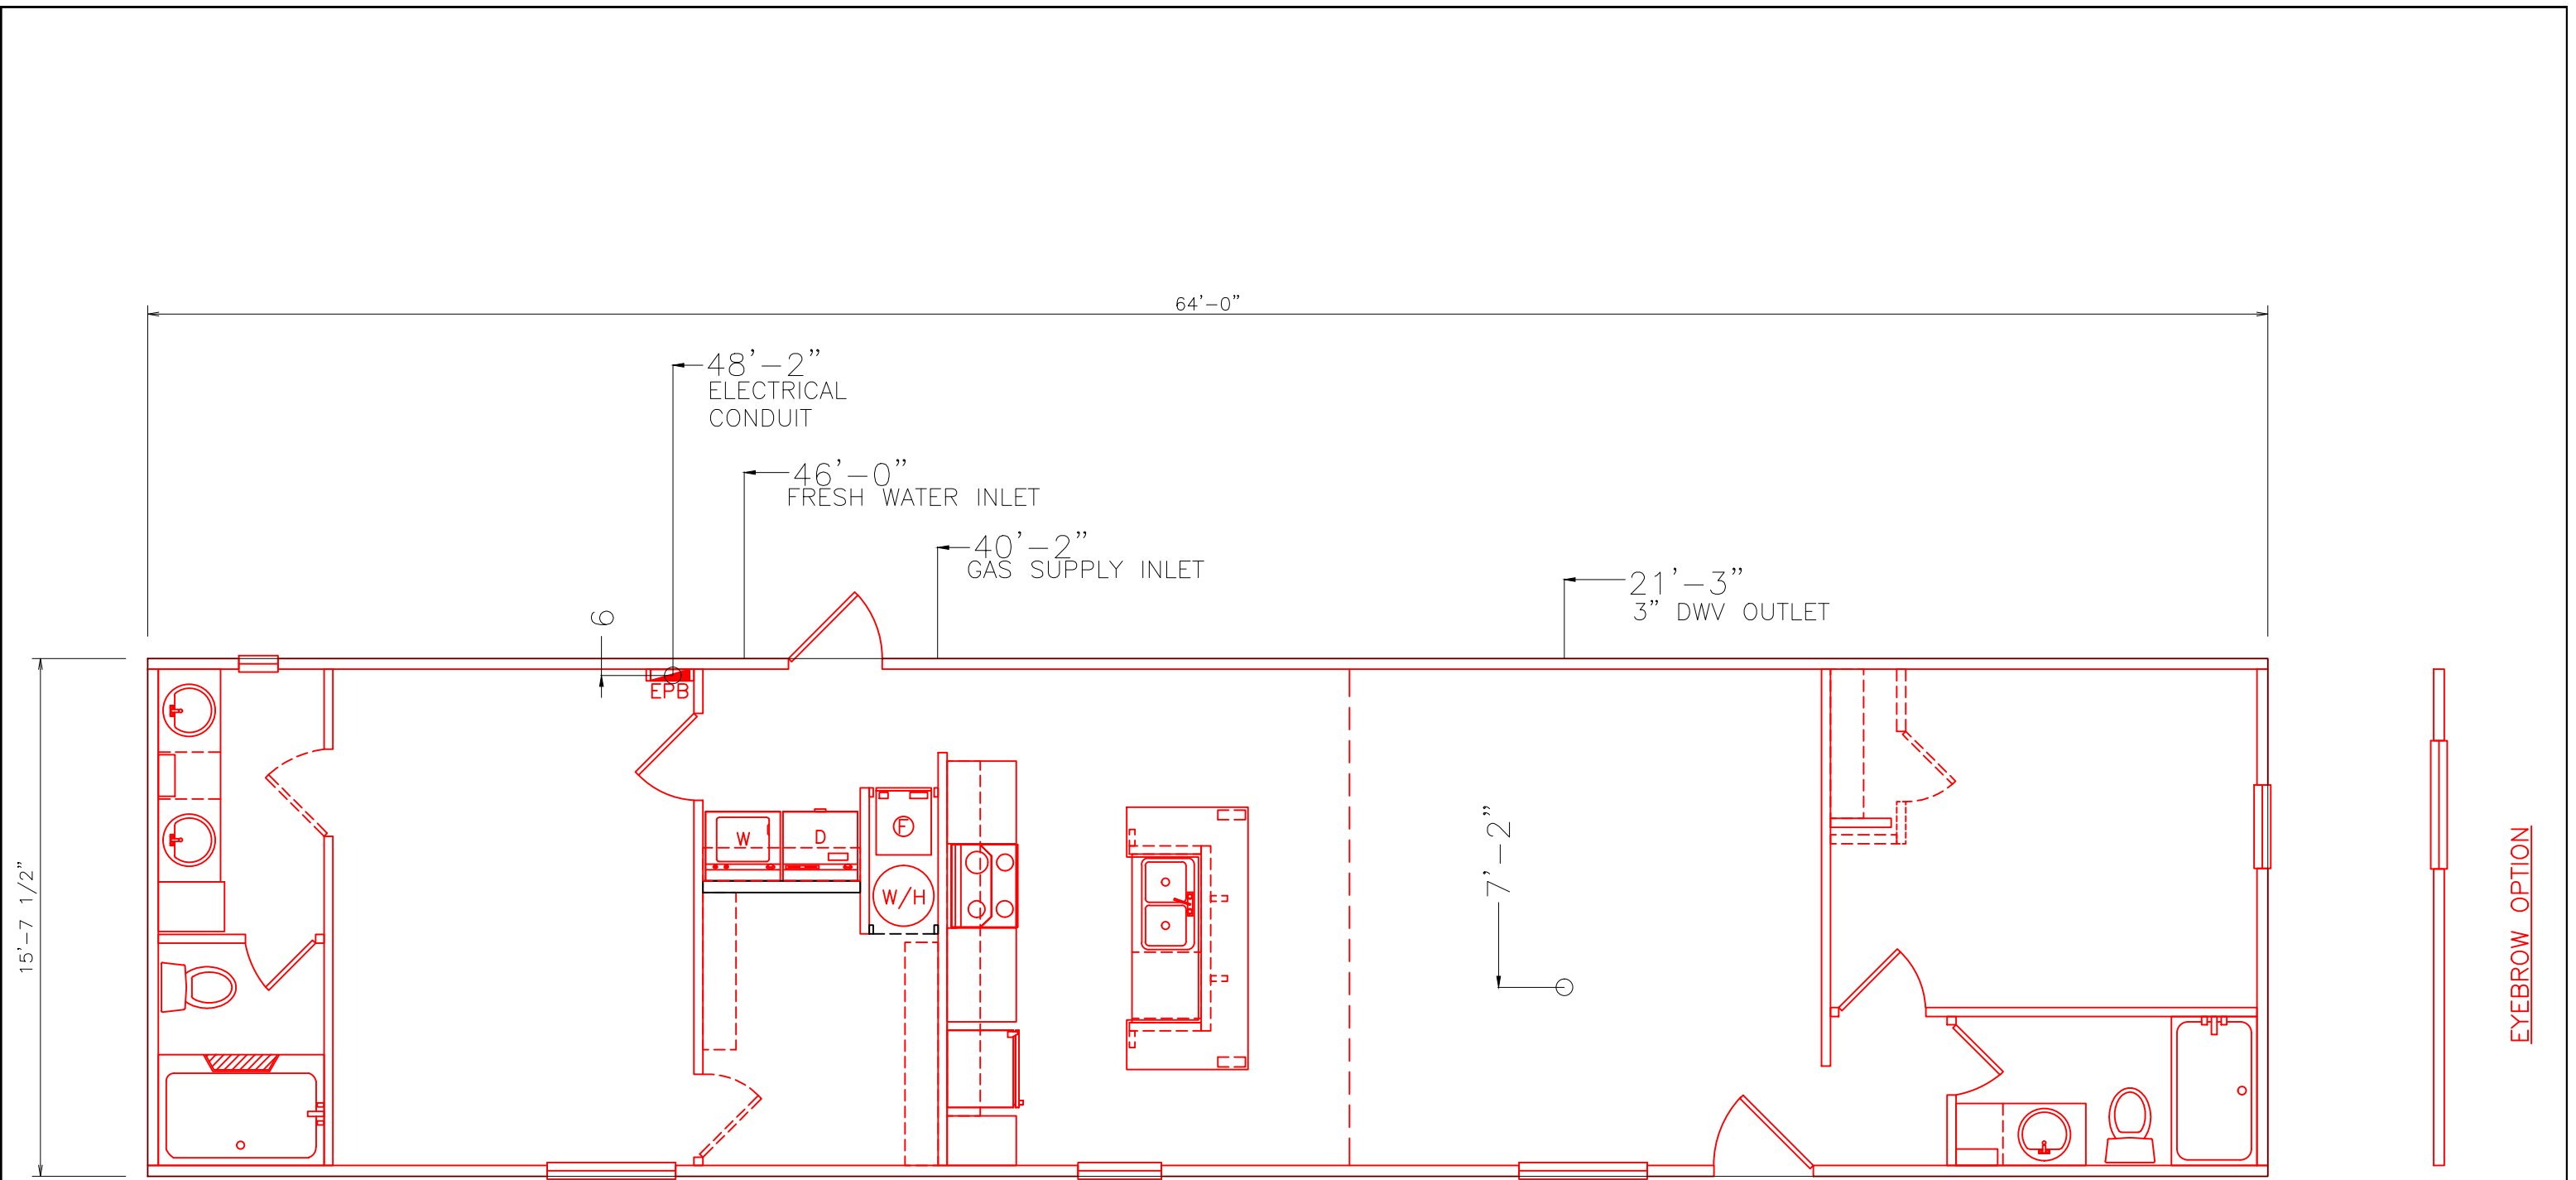 64'-0"
48'-2"
ELECTRICAL
CONDUIT
46'-0"
FRESH WATER INLET
40'-2"
GAS SUPPLY INLET
21'-3"
3" DWV OUTLET
6
EPB
W
D
F
W/H
7'-2"
15'-7 1/2"
EYEBROW OPTION